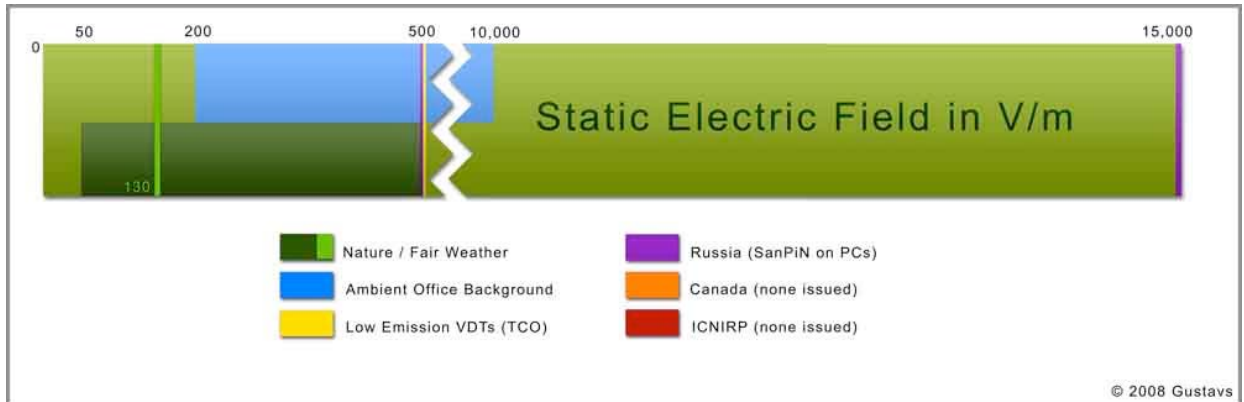 0
50
200
500
10,000
15,000
Static Electric Field in V/m
130
Nature / Fair Weather
Ambient Office Background
Low Emission VDTs (TCO)
Russia (SanPiN on PCs)
Canada (none issued)
ICNIRP (none issued)
© 2008 Gustavs